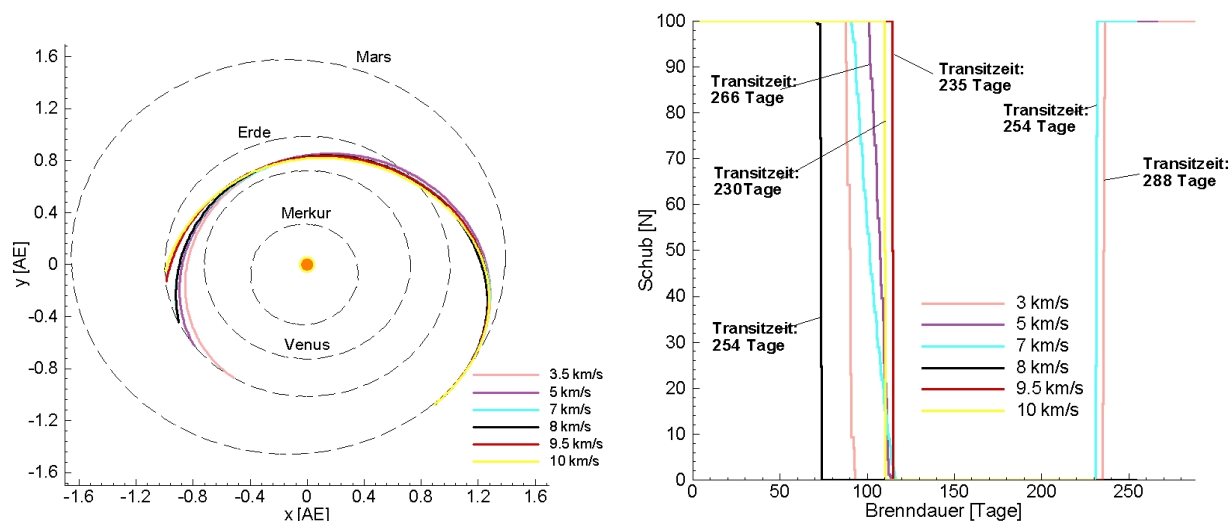 1.6
1.2
0.8
0.4
0
-0.4
-0.8
-1.2
-1.6
y [AE]
-1.6
-1.2
-0.8
-0.4
0
0.4
0.8
1.2
1.6
x [AE]
Mars
Erde
Merkur
Venus
3.5 km/s
5 km/s
7 km/s
8 km/s
9.5 km/s
10 km/s
100
90
80
70
60
50
40
30
20
10
0
Schub [N]
0
50
100
150
200
250
Brenndauer [Tage]
Transitzeit:
266 Tage
Transitzeit:
235 Tage
Transitzeit:
254 Tage
Transitzeit:
230Tage
Transitzeit:
288 Tage
Transitzeit:
254 Tage
3 km/s
5 km/s
7 km/s
8 km/s
9.5 km/s
10 km/s